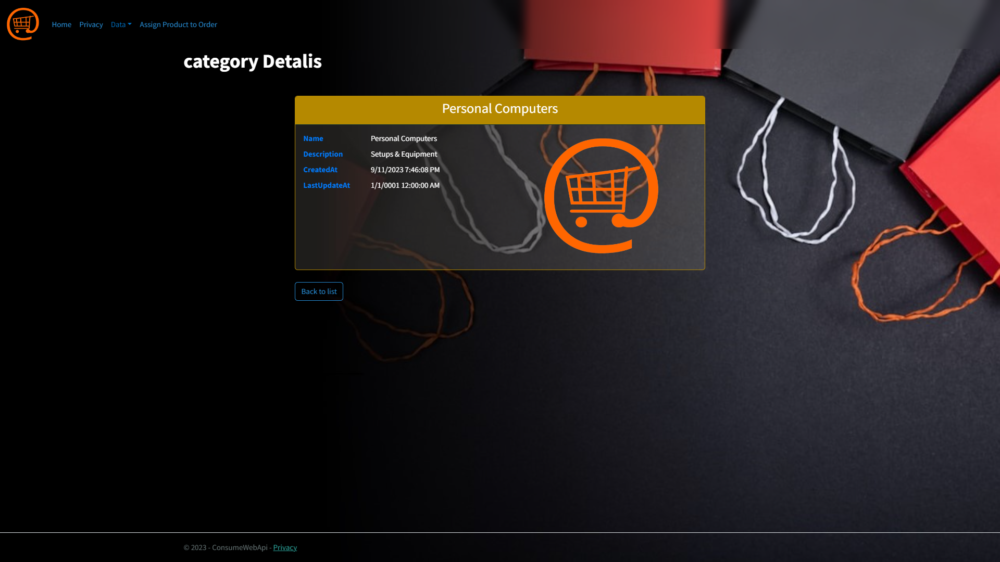 Home Privacy Data Assign Product to Order
category Detalis
Personal Computers
Name Personal Computers
Description Setups & Equipment
CreatedAt 9/11/2023 7:46:08 PM
LastUpdateAt 1/1/0001 12:00:00 AM
Back to list
© 2023 - ConsumeWebApi - Privacy